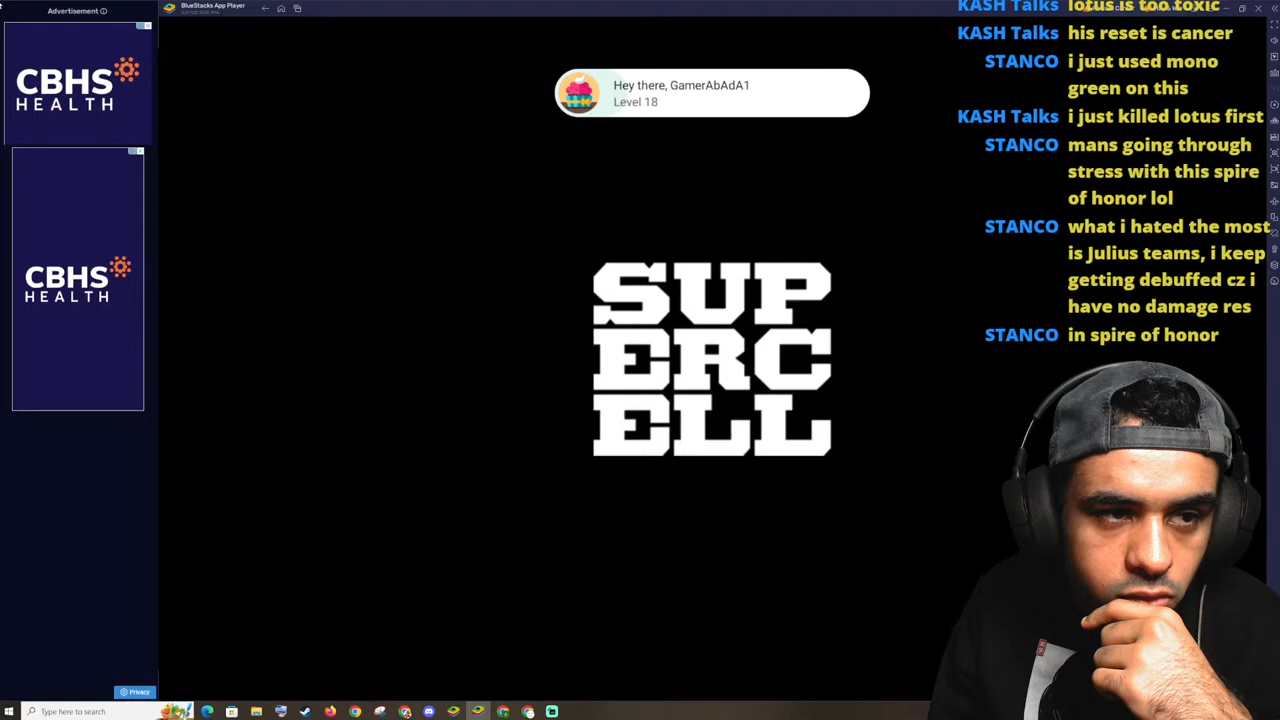 Advertisement
BlueStacks App Player
CBHS
HEALTH
CBHS
HEALTH
Privacy
Hey there, GamerAbAdA1
Level 18
SUP
ERC
ELL
KASH Talks lotus is too toxic
KASH Talks his reset is cancer
STANCO i just used mono
green on this
KASH Talks i just killed lotus first
STANCO mans going through
stress with this spire
of honor lol
STANCO what i hated the most
is Julius teams, i keep
getting debuffed cz i
have no damage res
STANCO in spire of honor
Type here to search